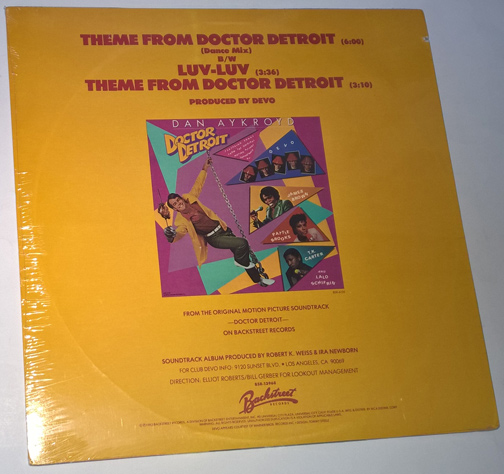 THEME FROM DOCTOR DETROIT (6:00)
(Dance Mix)
B/W
LUV-LUV (3:36)
THEME FROM DOCTOR DETROIT (3:10)
PRODUCED BY DEVO
DAN AYKROYD
DOCTOR
DETROIT
DEVO
JAMES
BROWN
PATTIE
BROOKS
T.K.
CARTER
AND
LALO
SCHIFRIN
FROM THE ORIGINAL MOTION PICTURE SOUNDTRACK
—DOCTOR DETROIT—
ON BACKSTREET RECORDS
SOUNDTRACK ALBUM PRODUCED BY ROBERT K. WEISS & IRA NEWBORN
FOR CLUB DEVO INFO: 9120 SUNSET BLVD. • LOS ANGELES, CA 90069
DIRECTION: ELLIOT ROBERTS/BILL GERBER FOR LOOKOUT MANAGEMENT
Backstreet
RECORDS